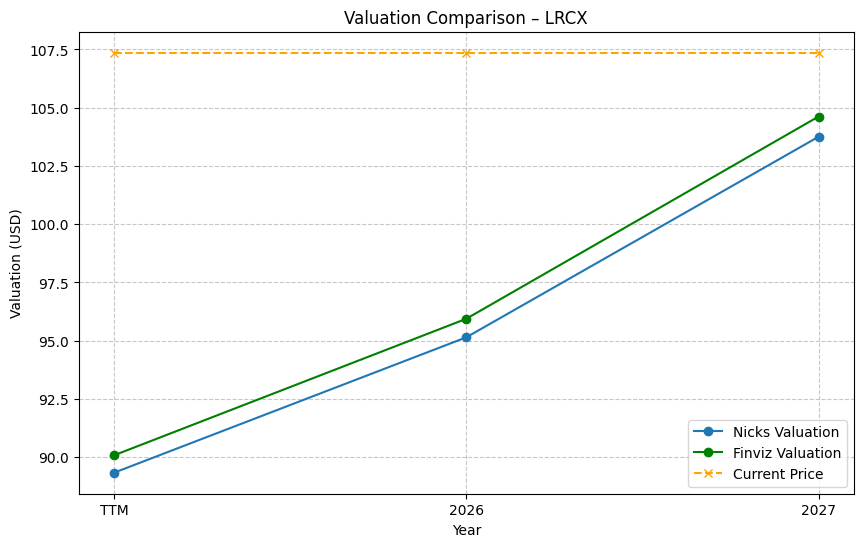 Valuation Comparison – LRCX
107.5
105.0
102.5
100.0
97.5
95.0
92.5
90.0
Valuation (USD)
TTM 2026 2027
Year
Nicks Valuation
Finviz Valuation
Current Price